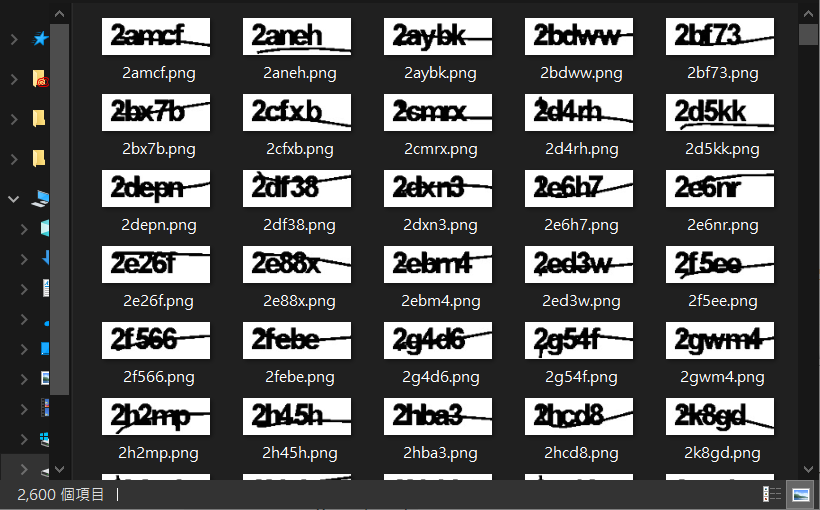 2amcf 2aneh 2aybk 2bdww 2bf73
2amcf.png 2aneh.png 2aybk.png 2bdww.png 2bf73.png
2bx7b 2cfxb 2cmrx 2d4rh 2d5kk
2bx7b.png 2cfxb.png 2cmrx.png 2d4rh.png 2d5kk.png
2depn 2df38 2dxn3 2e6h7 2e6nr
2depn.png 2df38.png 2dxn3.png 2e6h7.png 2e6nr.png
2e26f 2e88x 2ebm4 2ed3w 2f5ee
2e26f.png 2e88x.png 2ebm4.png 2ed3w.png 2f5ee.png
2f566 2febe 2g4d6 2g54f 2gwm4
2f566.png 2febe.png 2g4d6.png 2g54f.png 2gwm4.png
2h2mp 2h45h 2hba3 2hcd8 2k8gd
2h2mp.png 2h45h.png 2hba3.png 2hcd8.png 2k8gd.png
2,600 個項目